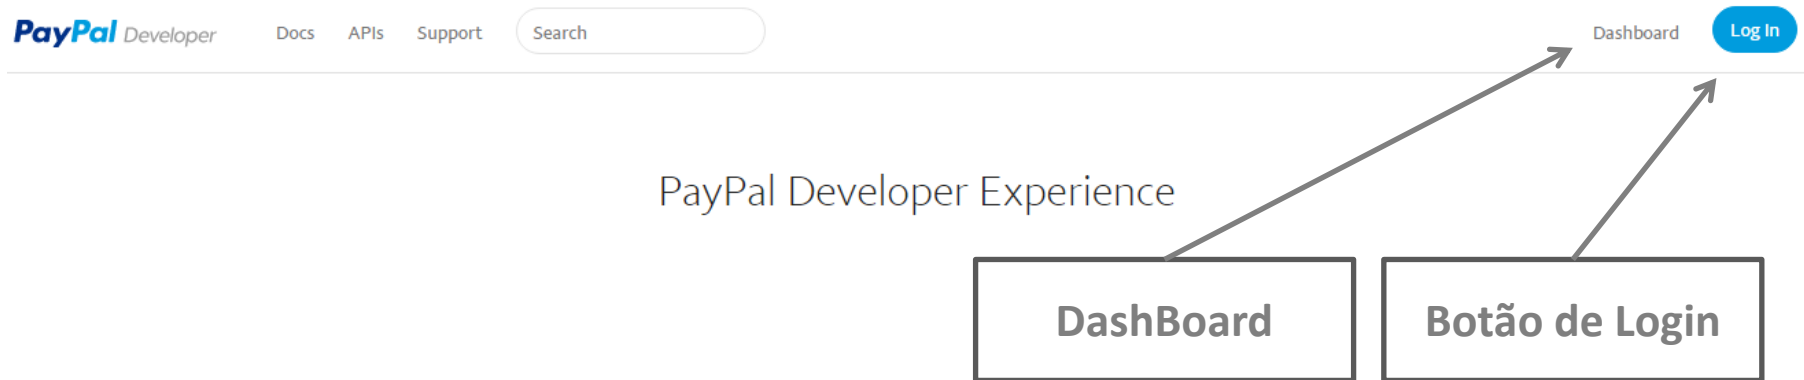 PayPal Developer Docs APIs Support Search Dashboard Log In
PayPal Developer Experience
DashBoard Botão de Login